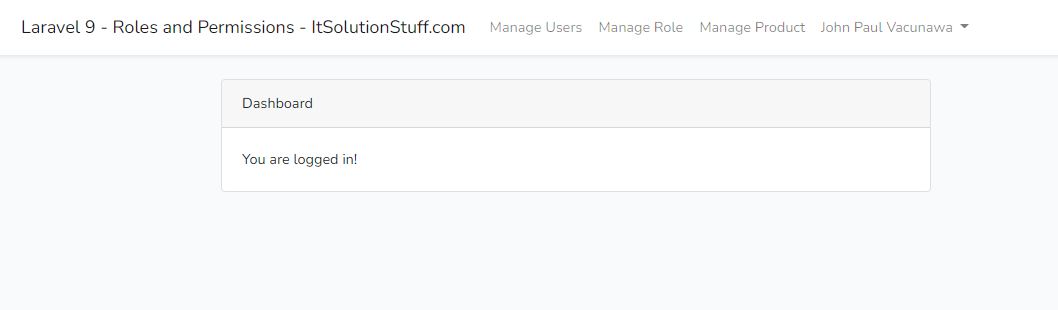 Laravel 9 - Roles and Permissions - ItSolutionStuff.com Manage Users Manage Role Manage Product John Paul Vacunawa
Dashboard
You are logged in!